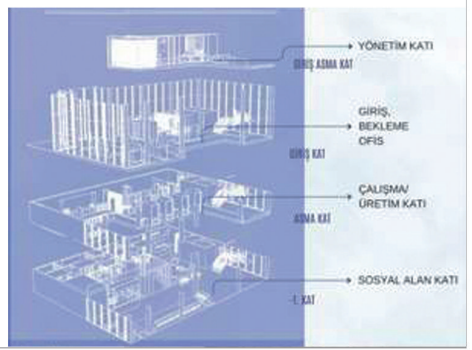 YÖNETİM KATI
GİRİŞ ASMA KAT
GİRİŞ,
BEKLEME
OFİS
GİRİŞ KAT
ÇALIŞMA/
ÜRETİM KATI
ASMA KAT
SOSYAL ALAN KATI
-1. KAT